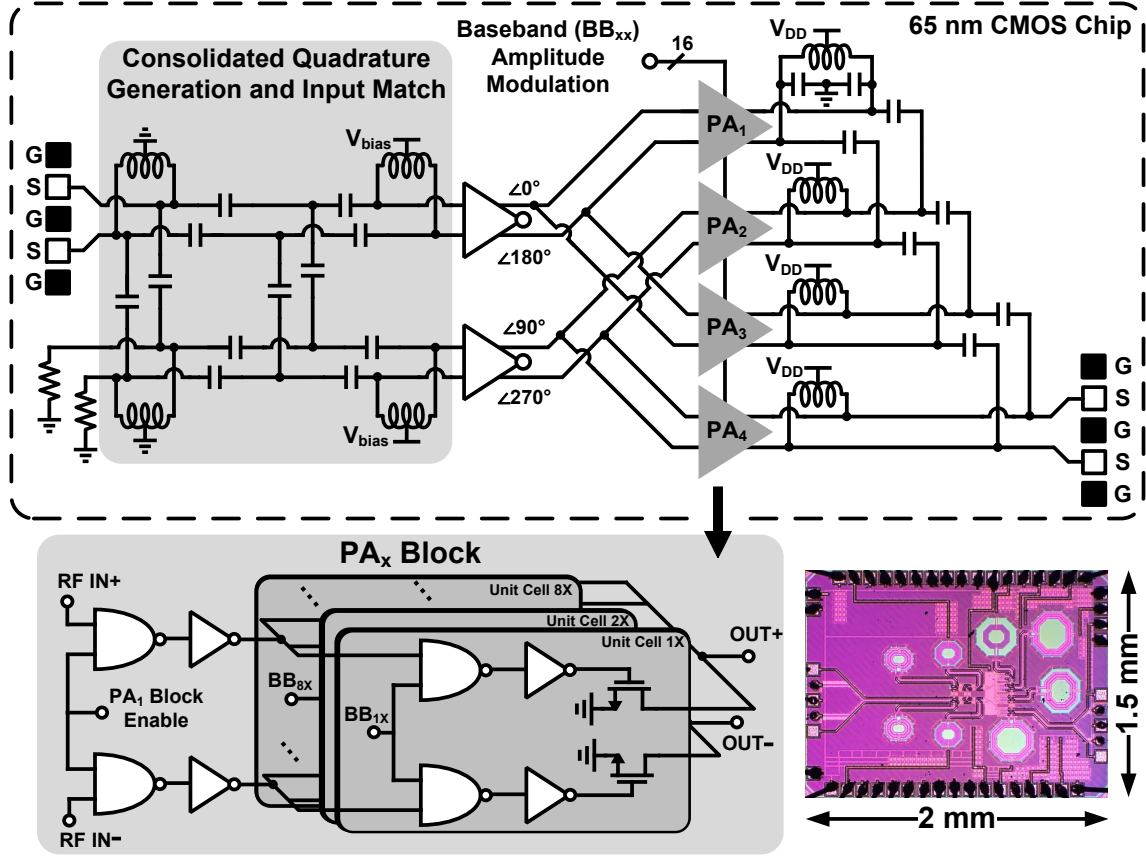 65 nm CMOS Chip
Consolidated Quadrature
Generation and Input Match
Baseband (BBxx)
Amplitude
Modulation
16
VDD
G
S
G
S
G
Vbias
Vbias
∠0°
∠180°
∠90°
∠270°
PA1
PA2
PA3
PA4
VDD
VDD
VDD
G
S
G
S
G
PAx Block
RF IN+
RF IN−
PA1 Block
Enable
Unit Cell 8X
Unit Cell 2X
Unit Cell 1X
BB8X
BB1X
OUT+
OUT−
1.5 mm
2 mm